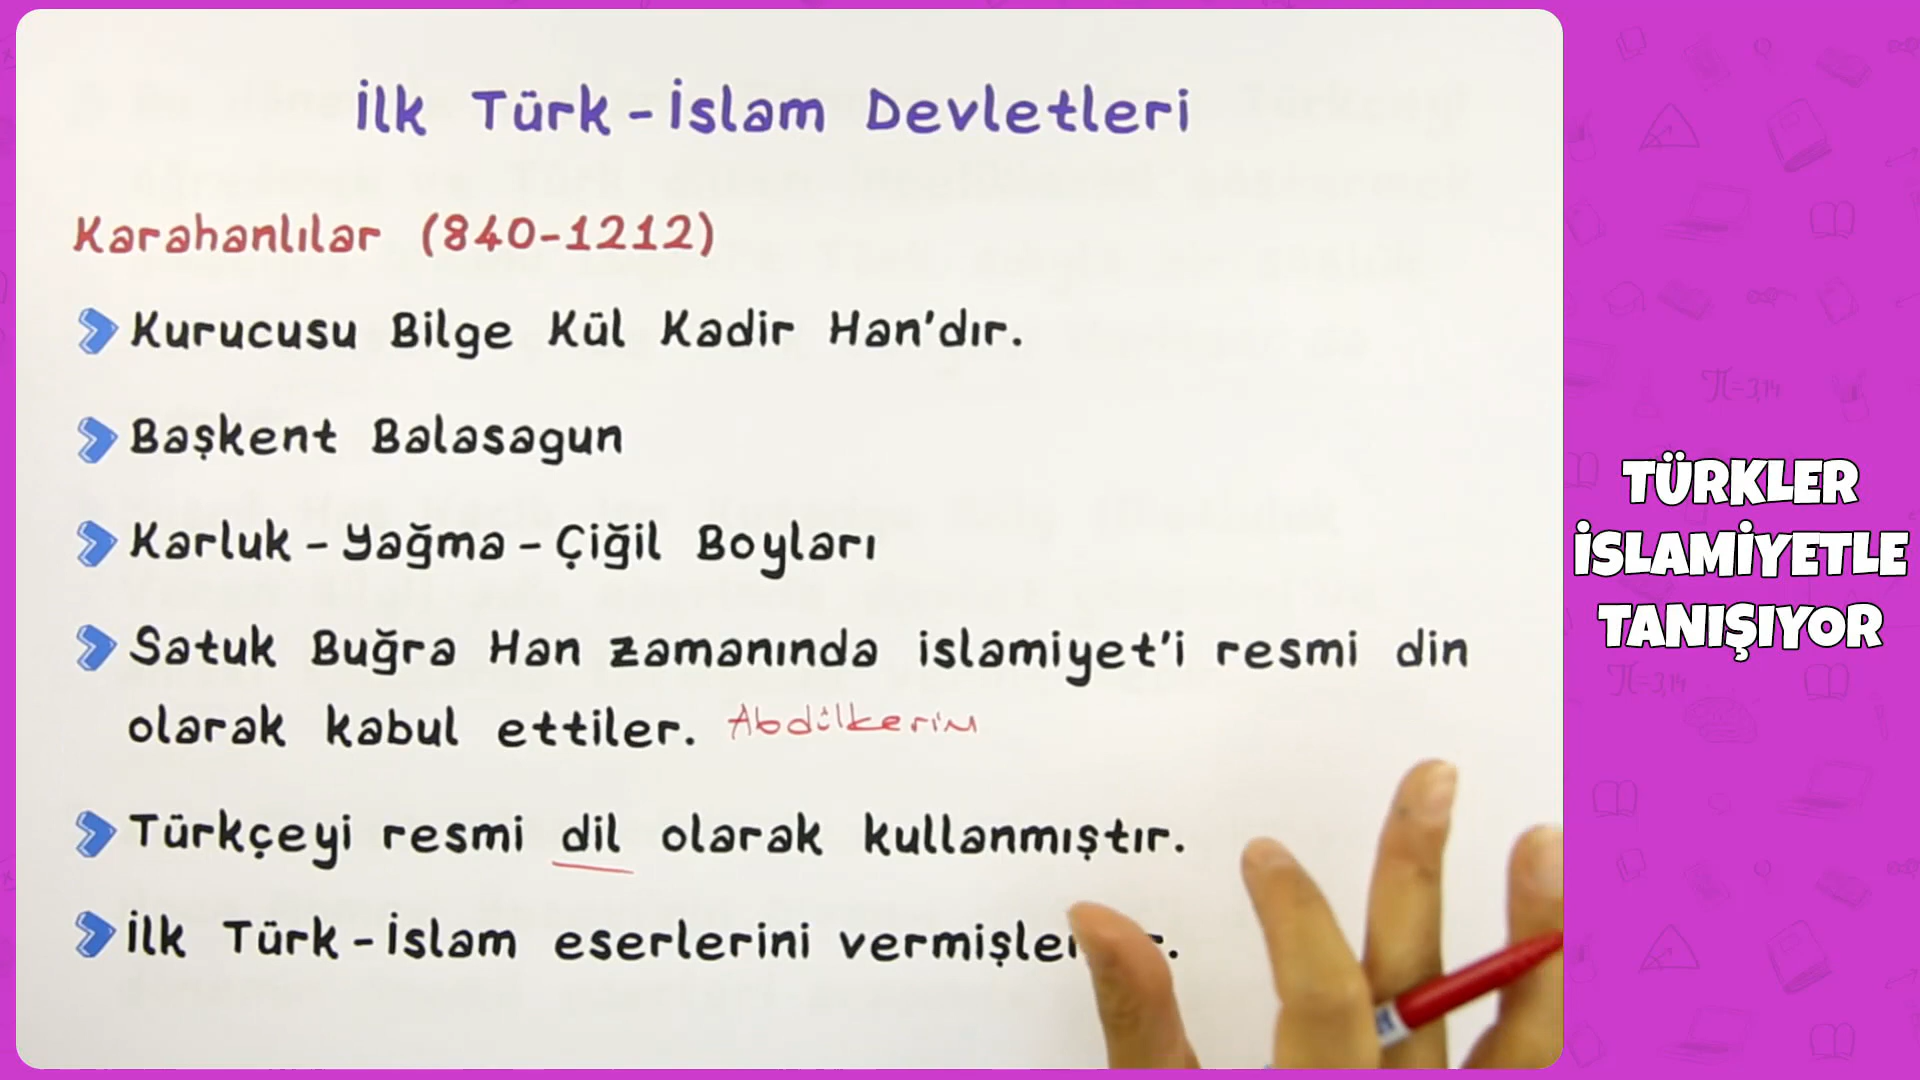 İlk Türk-İslam Devletleri
Karahanlılar (840-1212)
Kurucusu Bilge Kül Kadir Han'dır.
Başkent Balasagun
Karluk-Yağma-Çiğil Boyları
Satuk Buğra Han zamanında islamiyet'i resmi din
olarak kabul ettiler. Abdülkerim
Türkçeyi resmi dil olarak kullanmıştır.
İlk Türk-İslam eserlerini
TÜRKLER
İSLAMİYETLE
TANIŞIYOR